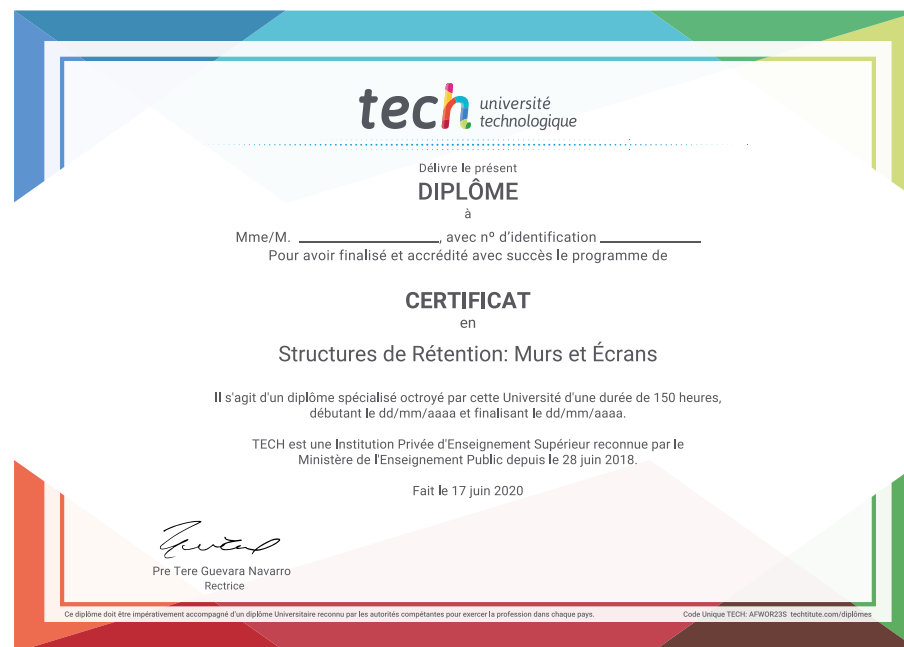 tech université
technologique
Délivre le présent
DIPLÔME
à
Mme/M. ____________________, avec nº d'identification ______________
Pour avoir finalisé et accrédité avec succès le programme de
CERTIFICAT
en
Structures de Rétention: Murs et Écrans
Il s'agit d'un diplôme spécialisé octroyé par cette Université d'une durée de 150 heures,
débutant le dd/mm/aaaa et finalisant le dd/mm/aaaa.
TECH est une Institution Privée d'Enseignement Supérieur reconnue par le
Ministère de l'Enseignement Public depuis le 28 juin 2018.
Fait le 17 juin 2020
Pre Tere Guevara Navarro
Rectrice
Ce diplôme doit être impérativement accompagné d'un diplôme Universitaire reconnu par les autorités compétentes pour exercer la profession dans chaque pays. Code Unique TECH: AFWOR23S techtitute.com/diplômes